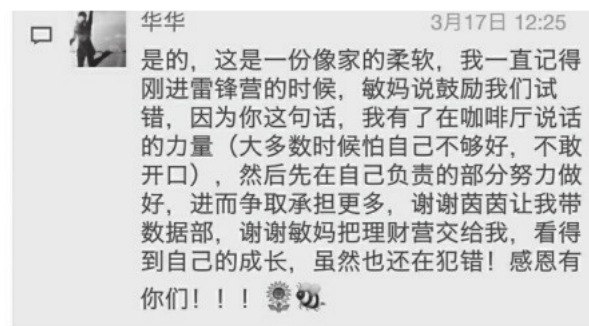 华华
3月17日 12:25
是的，这是一份像家的柔软，我一直记得
刚进雷锋营的时候，敏妈说鼓励我们试
错，因为你这句话，我有了在咖啡厅说话
的力量（大多数时候怕自己不够好，不敢
开口），然后先在自己负责的部分努力做
好，进而争取承担更多，谢谢茵茵让我带
数据部，谢谢敏妈把理财营交给我，看得
到自己的成长，虽然也还在犯错！感恩有
你们！！！🌻🐝